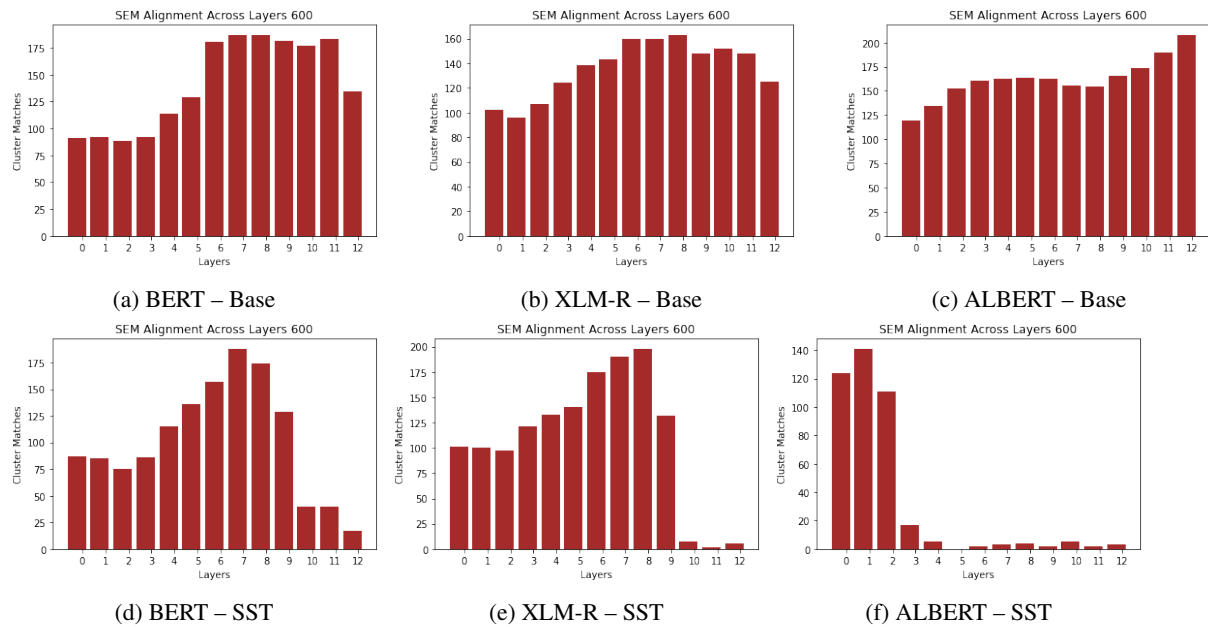 SEM Alignment Across Layers 600
Cluster Matches
175
150
125
100
75
50
25
0
0 1 2 3 4 5 6 7 8 9 10 11 12
Layers
(a) BERT – Base
SEM Alignment Across Layers 600
Cluster Matches
160
140
120
100
80
60
40
20
0
0 1 2 3 4 5 6 7 8 9 10 11 12
Layers
(b) XLM-R – Base
SEM Alignment Across Layers 600
Cluster Matches
200
175
150
125
100
75
50
25
0
0 1 2 3 4 5 6 7 8 9 10 11 12
Layers
(c) ALBERT – Base
SEM Alignment Across Layers 600
Cluster Matches
175
150
125
100
75
50
25
0
0 1 2 3 4 5 6 7 8 9 10 11 12
Layers
(d) BERT – SST
SEM Alignment Across Layers 600
Cluster Matches
200
175
150
125
100
75
50
25
0
0 1 2 3 4 5 6 7 8 9 10 11 12
Layers
(e) XLM-R – SST
SEM Alignment Across Layers 600
Cluster Matches
140
120
100
80
60
40
20
0
0 1 2 3 4 5 6 7 8 9 10 11 12
Layers
(f) ALBERT – SST